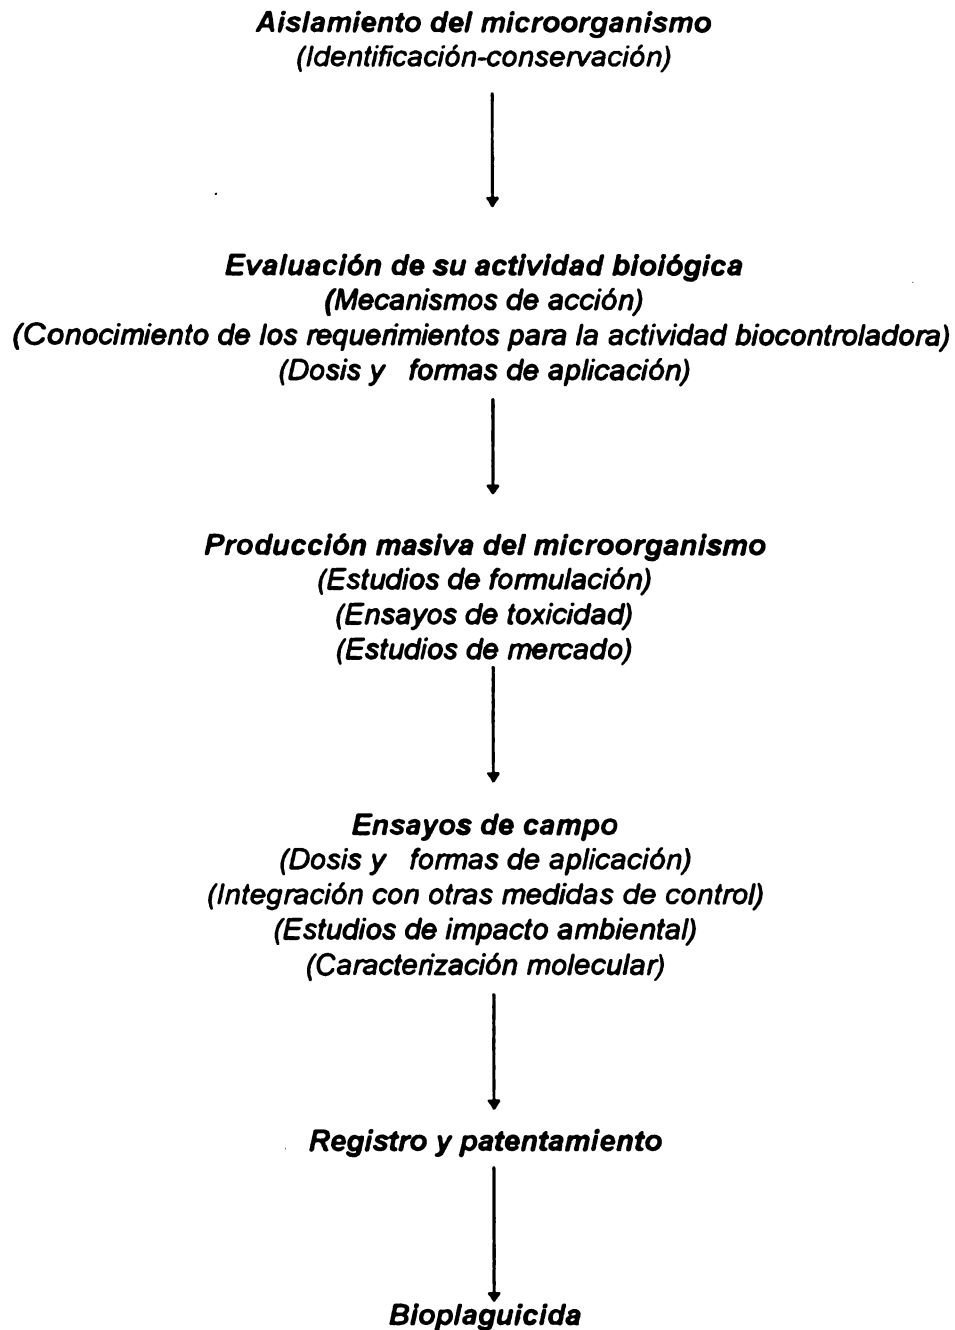 Aislamiento del microorganismo
(Identificación-conservación)
Evaluación de su actividad biológica
(Mecanismos de acción)
(Conocimiento de los requerimientos para la actividad biocontroladora)
(Dosis y formas de aplicación)
Producción masiva del microorganismo
(Estudios de formulación)
(Ensayos de toxicidad)
(Estudios de mercado)
Ensayos de campo
(Dosis y formas de aplicación)
(Integración con otras medidas de control)
(Estudios de impacto ambiental)
(Caracterización molecular)
Registro y patentamiento
Bioplaguicida